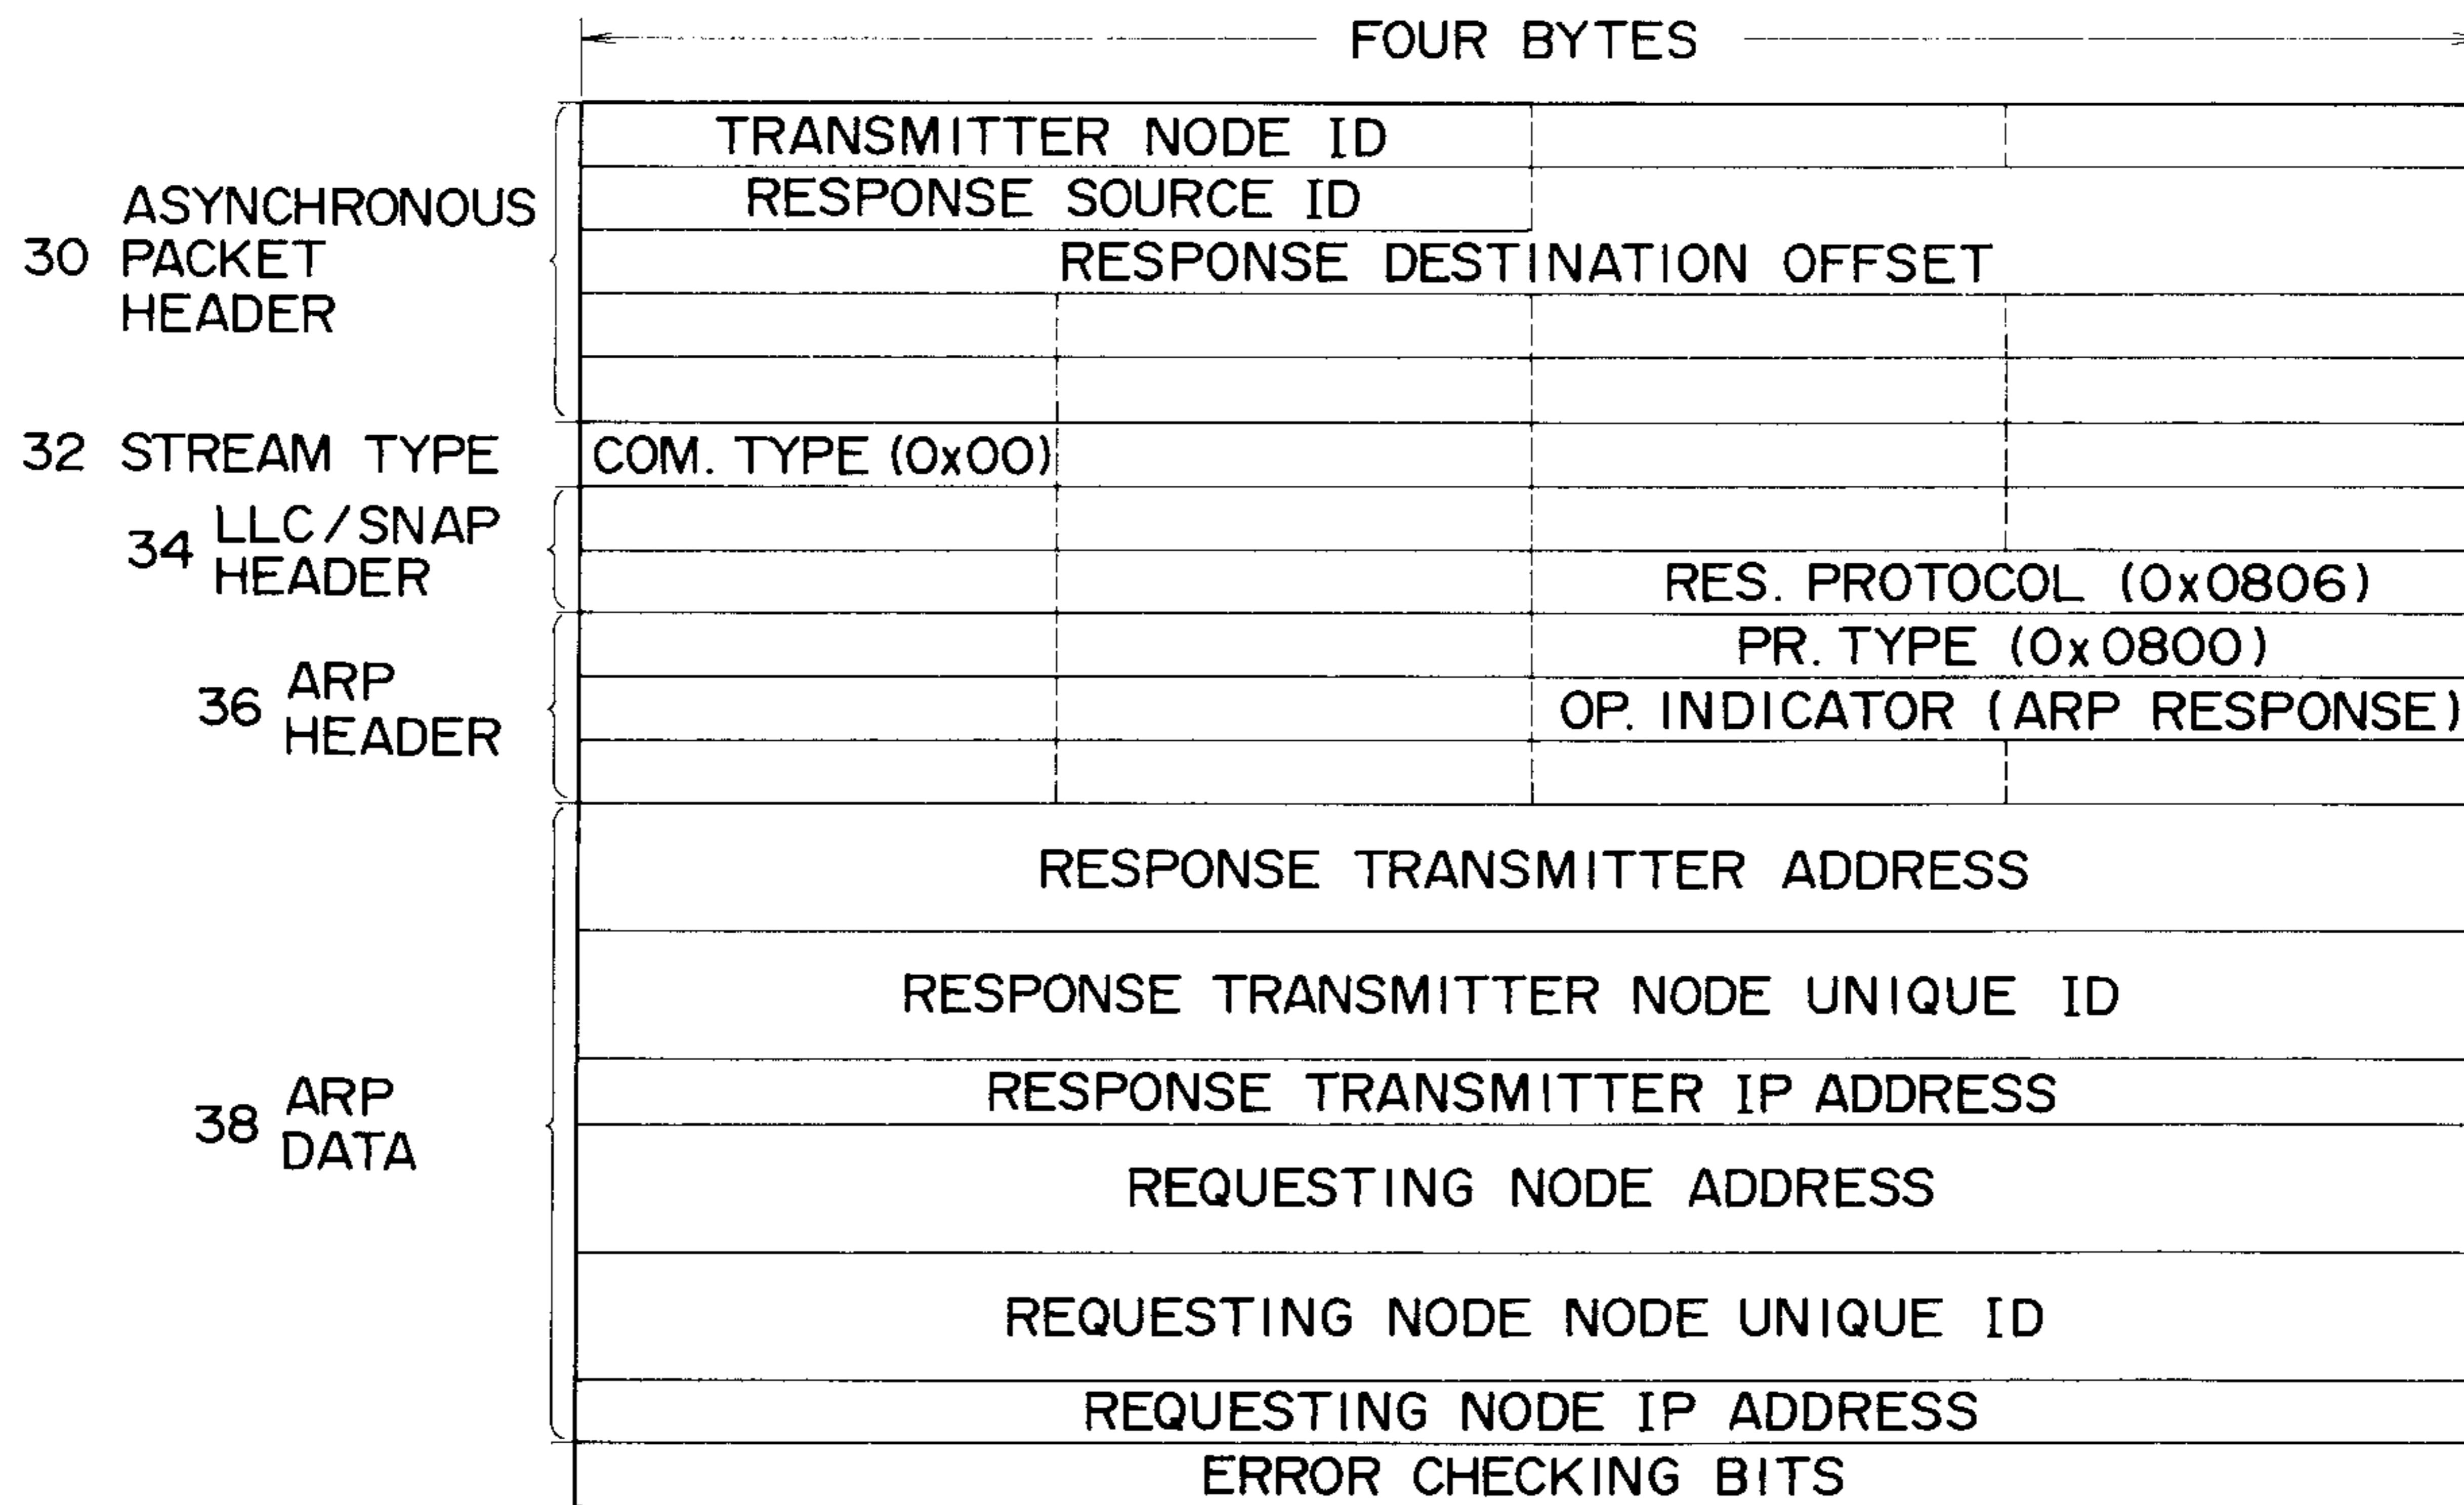 FOUR BYTES
TRANSMITTER NODE ID
RESPONSE SOURCE ID
30 ASYNCHRONOUS
PACKET
HEADER
RESPONSE DESTINATION OFFSET
32 STREAM TYPE
COM. TYPE (0x00)
34 LLC/SNAP
HEADER
RES. PROTOCOL (0x0806)
36 ARP
HEADER
PR. TYPE (0x0800)
OP. INDICATOR (ARP RESPONSE)
38 ARP
DATA
RESPONSE TRANSMITTER ADDRESS
RESPONSE TRANSMITTER NODE UNIQUE ID
RESPONSE TRANSMITTER IP ADDRESS
REQUESTING NODE ADDRESS
REQUESTING NODE NODE UNIQUE ID
REQUESTING NODE IP ADDRESS
ERROR CHECKING BITS